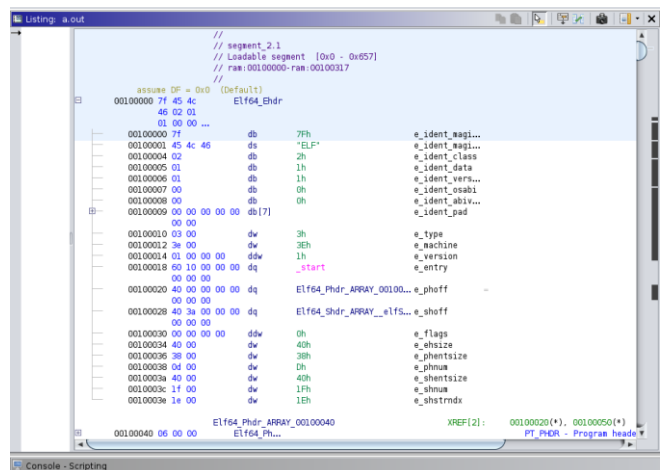 Listing: a.out
//
// segment_2.1
// Loadable segment [0x0 - 0x657]
// ram:00100000-ram:00100317
//
assume DF = 0x0 (Default)
00100000 7f 45 4c Elf64_Ehdr
46 02 01
01 00 00 ...
00100000 7f db 7Fh e_ident_magi...
00100001 45 4c 46 ds "ELF" e_ident_magi...
00100004 02 db 2h e_ident_class
00100005 01 db 1h e_ident_data
00100006 01 db 1h e_ident_vers...
00100007 00 db 0h e_ident_osabi
00100008 00 db 0h e_ident_abiv...
00100009 00 00 00 00 00 db[7] e_ident_pad
00 00
00100010 03 00 dw 3h e_type
00100012 3e 00 dw 3Eh e_machine
00100014 01 00 00 00 ddw 1h e_version
00100018 60 10 00 00 00 dq _start e_entry
00 00 00
00100020 40 00 00 00 00 dq Elf64_Phdr_ARRAY_00100... e_phoff
00 00 00
00100028 40 3a 00 00 00 dq Elf64_Shdr_ARRAY__elfS... e_shoff
00 00 00
00100030 00 00 00 00 ddw 0h e_flags
00100034 40 00 dw 40h e_ehsize
00100036 38 00 dw 38h e_phentsize
00100038 0d 00 dw Dh e_phnum
0010003a 40 00 dw 40h e_shentsize
0010003c 1f 00 dw 1Fh e_shnum
0010003e 1e 00 dw 1Eh e_shstrndx
Elf64_Phdr_ARRAY_00100040 XREF[2]: 00100020(*), 00100050(*)
00100040 06 00 00 Elf64_Ph... PT_PHDR - Program heade
Console - Scripting